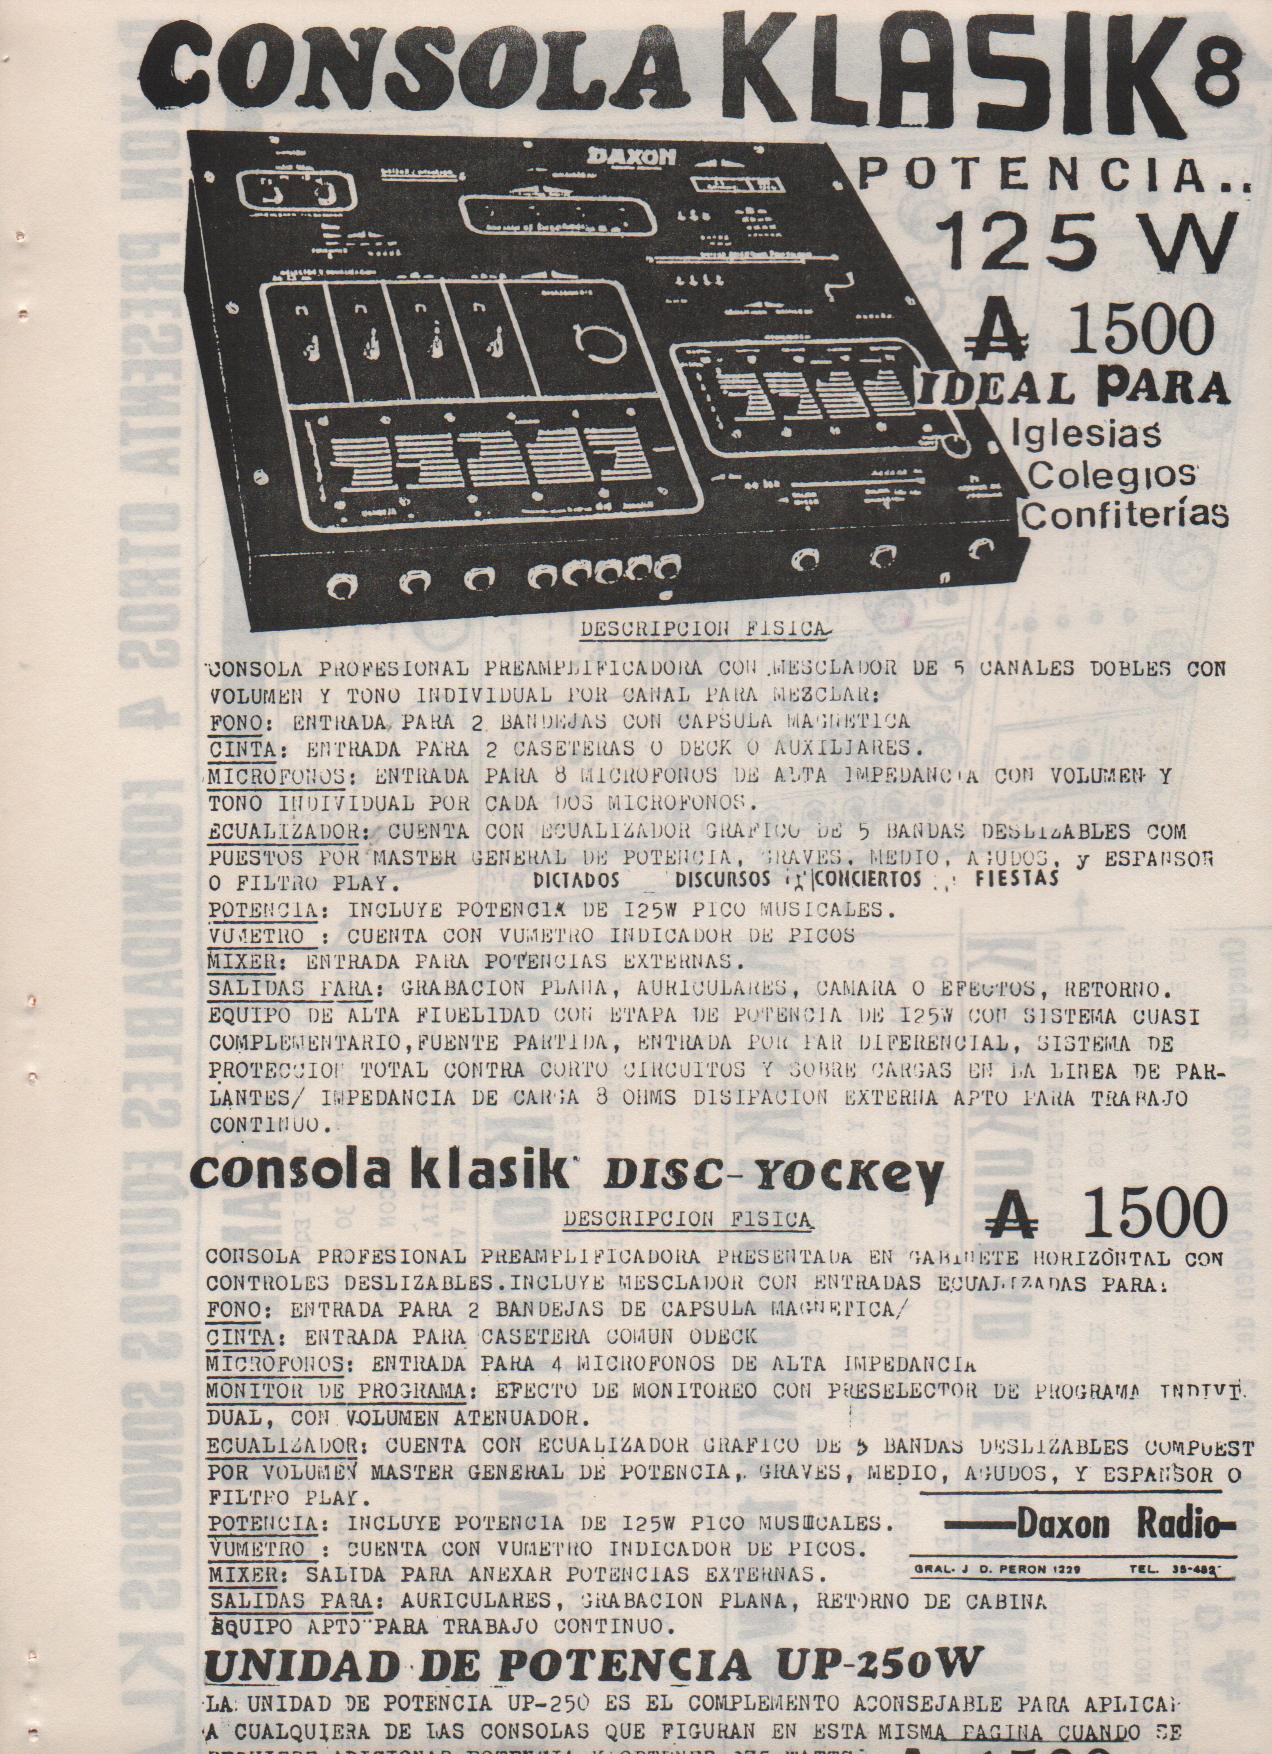 CONSOLA KLASIK 8
DAXON
POTENCIA..
125 W
₳ 1500
IDEAL PARA
Iglesias
Colegios
Confiterías
DESCRIPCION FISICA
CONSOLA PROFESIONAL PREAMPLIFICADORA CON MESCLADOR DE 5 CANALES DOBLES CON
VOLUMEN Y TONO INDIVIDUAL POR CANAL PARA MEZCLAR:
FONO: ENTRADA PARA 2 BANDEJAS CON CAPSULA MAGNETICA
CINTA: ENTRADA PARA 2 CASETERAS O DECK O AUXILIARES.
MICROFONOS: ENTRADA PARA 8 MICROFONOS DE ALTA IMPEDANCIA CON VOLUMEN Y
TONO INDIVIDUAL POR CADA DOS MICROFONOS.
ECUALIZADOR: CUENTA CON ECUALIZADOR GRAFICO DE 5 BANDAS DESLIZABLES COM
PUESTOS POR MASTER GENERAL DE POTENCIA, GRAVES, MEDIO, AGUDOS, y ESPANSOR
O FILTRO PLAY. DICTADOS DISCURSOS CONCIERTOS FIESTAS
POTENCIA: INCLUYE POTENCIA DE I25W PICO MUSICALES.
VUMETRO : CUENTA CON VUMETRO INDICADOR DE PICOS
MIXER: ENTRADA PARA POTENCIAS EXTERNAS.
SALIDAS PARA: GRABACION PLANA, AURICULARES, CAMARA O EFECTOS, RETORNO.
EQUIPO DE ALTA FIDELIDAD CON ETAPA DE POTENCIA DE I25W CON SISTEMA CUASI
COMPLEMENTARIO,FUENTE PARTIDA, ENTRADA POR PAR DIFERENCIAL, SISTEMA DE
PROTECCION TOTAL CONTRA CORTO CIRCUITOS Y SOBRE CARGAS EN LA LINEA DE PAR-
LANTES/ IMPEDANCIA DE CARGA 8 OHMS DISIPACION EXTERNA APTO PARA TRABAJO
CONTINUO.
consola klasik DISC-YOCKEY
₳ 1500
DESCRIPCION FISICA
CONSOLA PROFESIONAL PREAMPLIFICADORA PRESENTADA EN GABINETE HORIZONTAL CON
CONTROLES DESLIZABLES.INCLUYE MESCLADOR CON ENTRADAS ECUALIZADAS PARA:
FONO: ENTRADA PARA 2 BANDEJAS DE CAPSULA MAGNETICA/
CINTA: ENTRADA PARA CASETERA COMUN ODECK
MICROFONOS: ENTRADA PARA 4 MICROFONOS DE ALTA IMPEDANCIA
MONITOR DE PROGRAMA: EFECTO DE MONITOREO CON PRESELECTOR DE PROGRAMA INDIVI
DUAL, CON VOLUMEN ATENUADOR.
ECUALIZADOR: CUENTA CON ECUALIZADOR GRAFICO DE 5 BANDAS DESLIZABLES COMPUEST
POR VOLUMEN MASTER GENERAL DE POTENCIA, GRAVES, MEDIO, AGUDOS, Y ESPANSOR O
FILTRO PLAY.
POTENCIA: INCLUYE POTENCIA DE I25W PICO MUSICALES.
VUMETRO : CUENTA CON VUMETRO INDICADOR DE PICOS.
MIXER: SALIDA PARA ANEXAR POTENCIAS EXTERNAS.
SALIDAS PARA: AURICULARES, GRABACION PLANA, RETORNO DE CABINA
EQUIPO APTO PARA TRABAJO CONTINUO.
Daxon Radio
GRAL. J D. PERON 1229 TEL. 35-482
UNIDAD DE POTENCIA UP-250W
LA UNIDAD DE POTENCIA UP-250 ES EL COMPLEMENTO ACONSEJABLE PARA APLICAR
A CUALQUIERA DE LAS CONSOLAS QUE FIGURAN EN ESTA MISMA PAGINA CUANDO SE